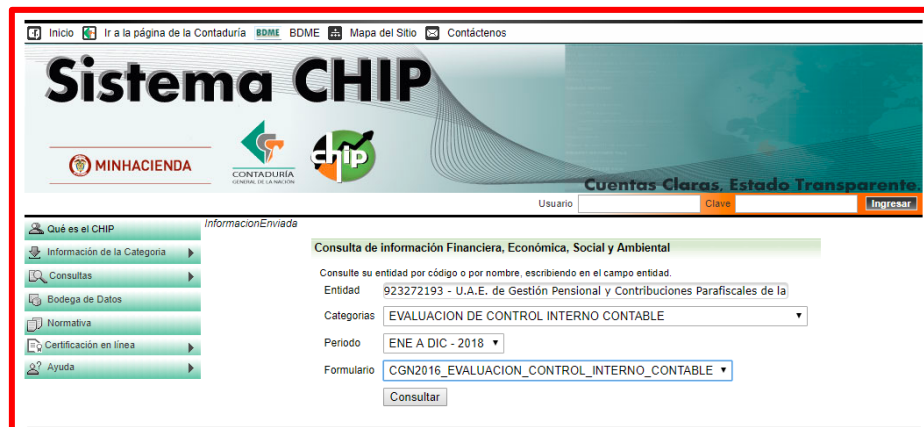 Inicio Ir a la página de la Contaduría BDME BDME Mapa del Sitio Contáctenos
Sistema CHIP
MINHACIENDA
CONTADURÍA
GENERAL DE LA NACIÓN
chip
Cuentas Claras, Estado Transparente.
Usuario Clave Ingresar
Qué es el CHIP
Información de la Categoria
Consultas
Bodega de Datos
Normativa
Certificación en línea
Ayuda
InformacionEnviada
Consulta de información Financiera, Económica, Social y Ambiental
Consulte su entidad por código o por nombre, escribiendo en el campo entidad.
Entidad 923272193 - U.A.E. de Gestión Pensional y Contribuciones Parafiscales de la
Categorias EVALUACION DE CONTROL INTERNO CONTABLE
Periodo ENE A DIC - 2018
Formulario CGN2016_EVALUACION_CONTROL_INTERNO_CONTABLE
Consultar